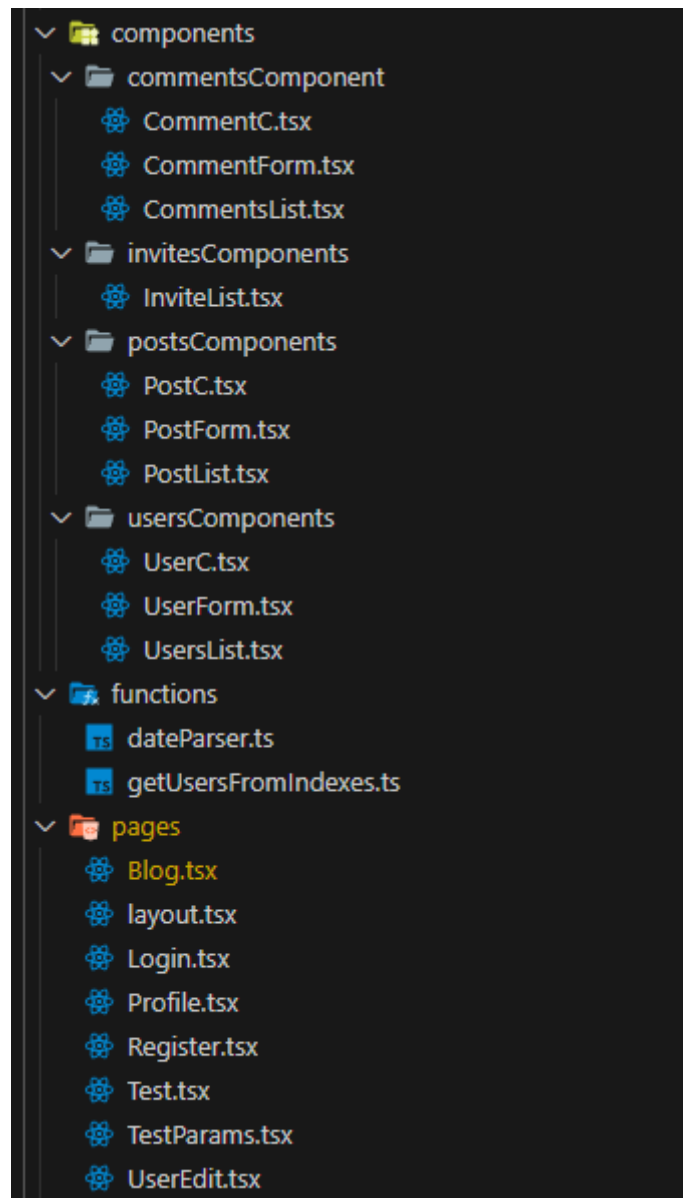 components
commentsComponent
CommentC.tsx
CommentForm.tsx
CommentsList.tsx
invitesComponents
InviteList.tsx
postsComponents
PostC.tsx
PostForm.tsx
PostList.tsx
usersComponents
UserC.tsx
UserForm.tsx
UsersList.tsx
functions
TS dateParser.ts
TS getUsersFromIndexes.ts
pages
Blog.tsx
layout.tsx
Login.tsx
Profile.tsx
Register.tsx
Test.tsx
TestParams.tsx
UserEdit.tsx